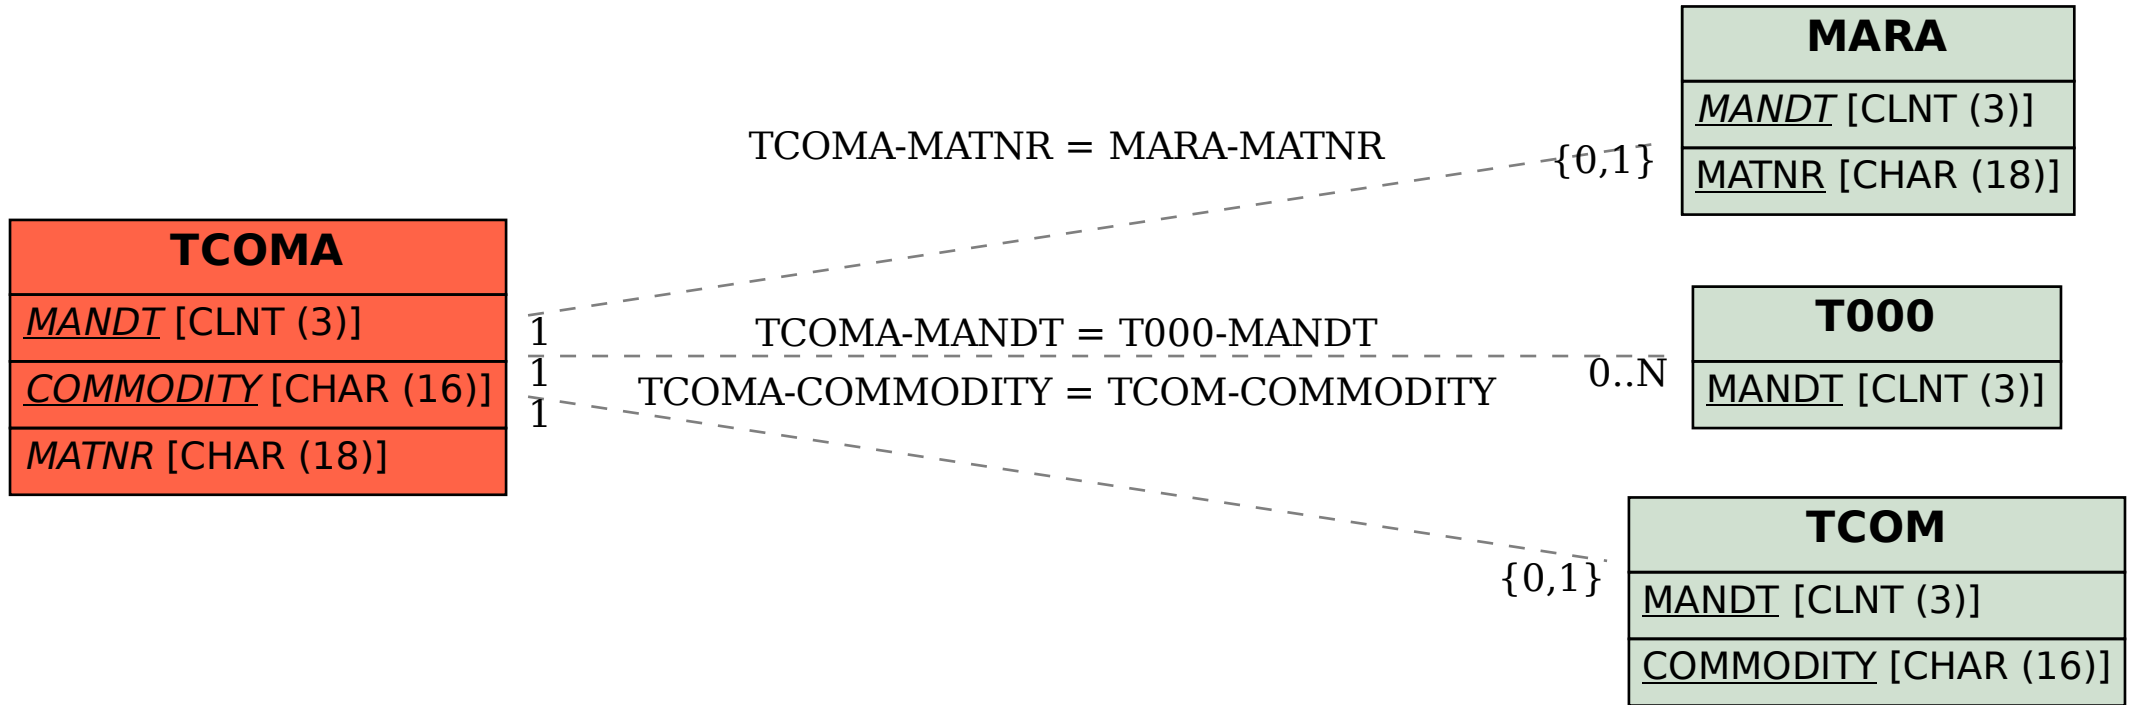 MARA
MANDT [CLNT (3)]
MATNR [CHAR (18)]
TCOMA-MATNR = MARA-MATNR
{0,1}
TCOMA
MANDT [CLNT (3)]
COMMODITY [CHAR (16)]
MATNR [CHAR (18)]
1
TCOMA-MANDT = T000-MANDT
1
0..N
TCOMA-COMMODITY = TCOM-COMMODITY
1
{0,1}
T000
MANDT [CLNT (3)]
TCOM
MANDT [CLNT (3)]
COMMODITY [CHAR (16)]